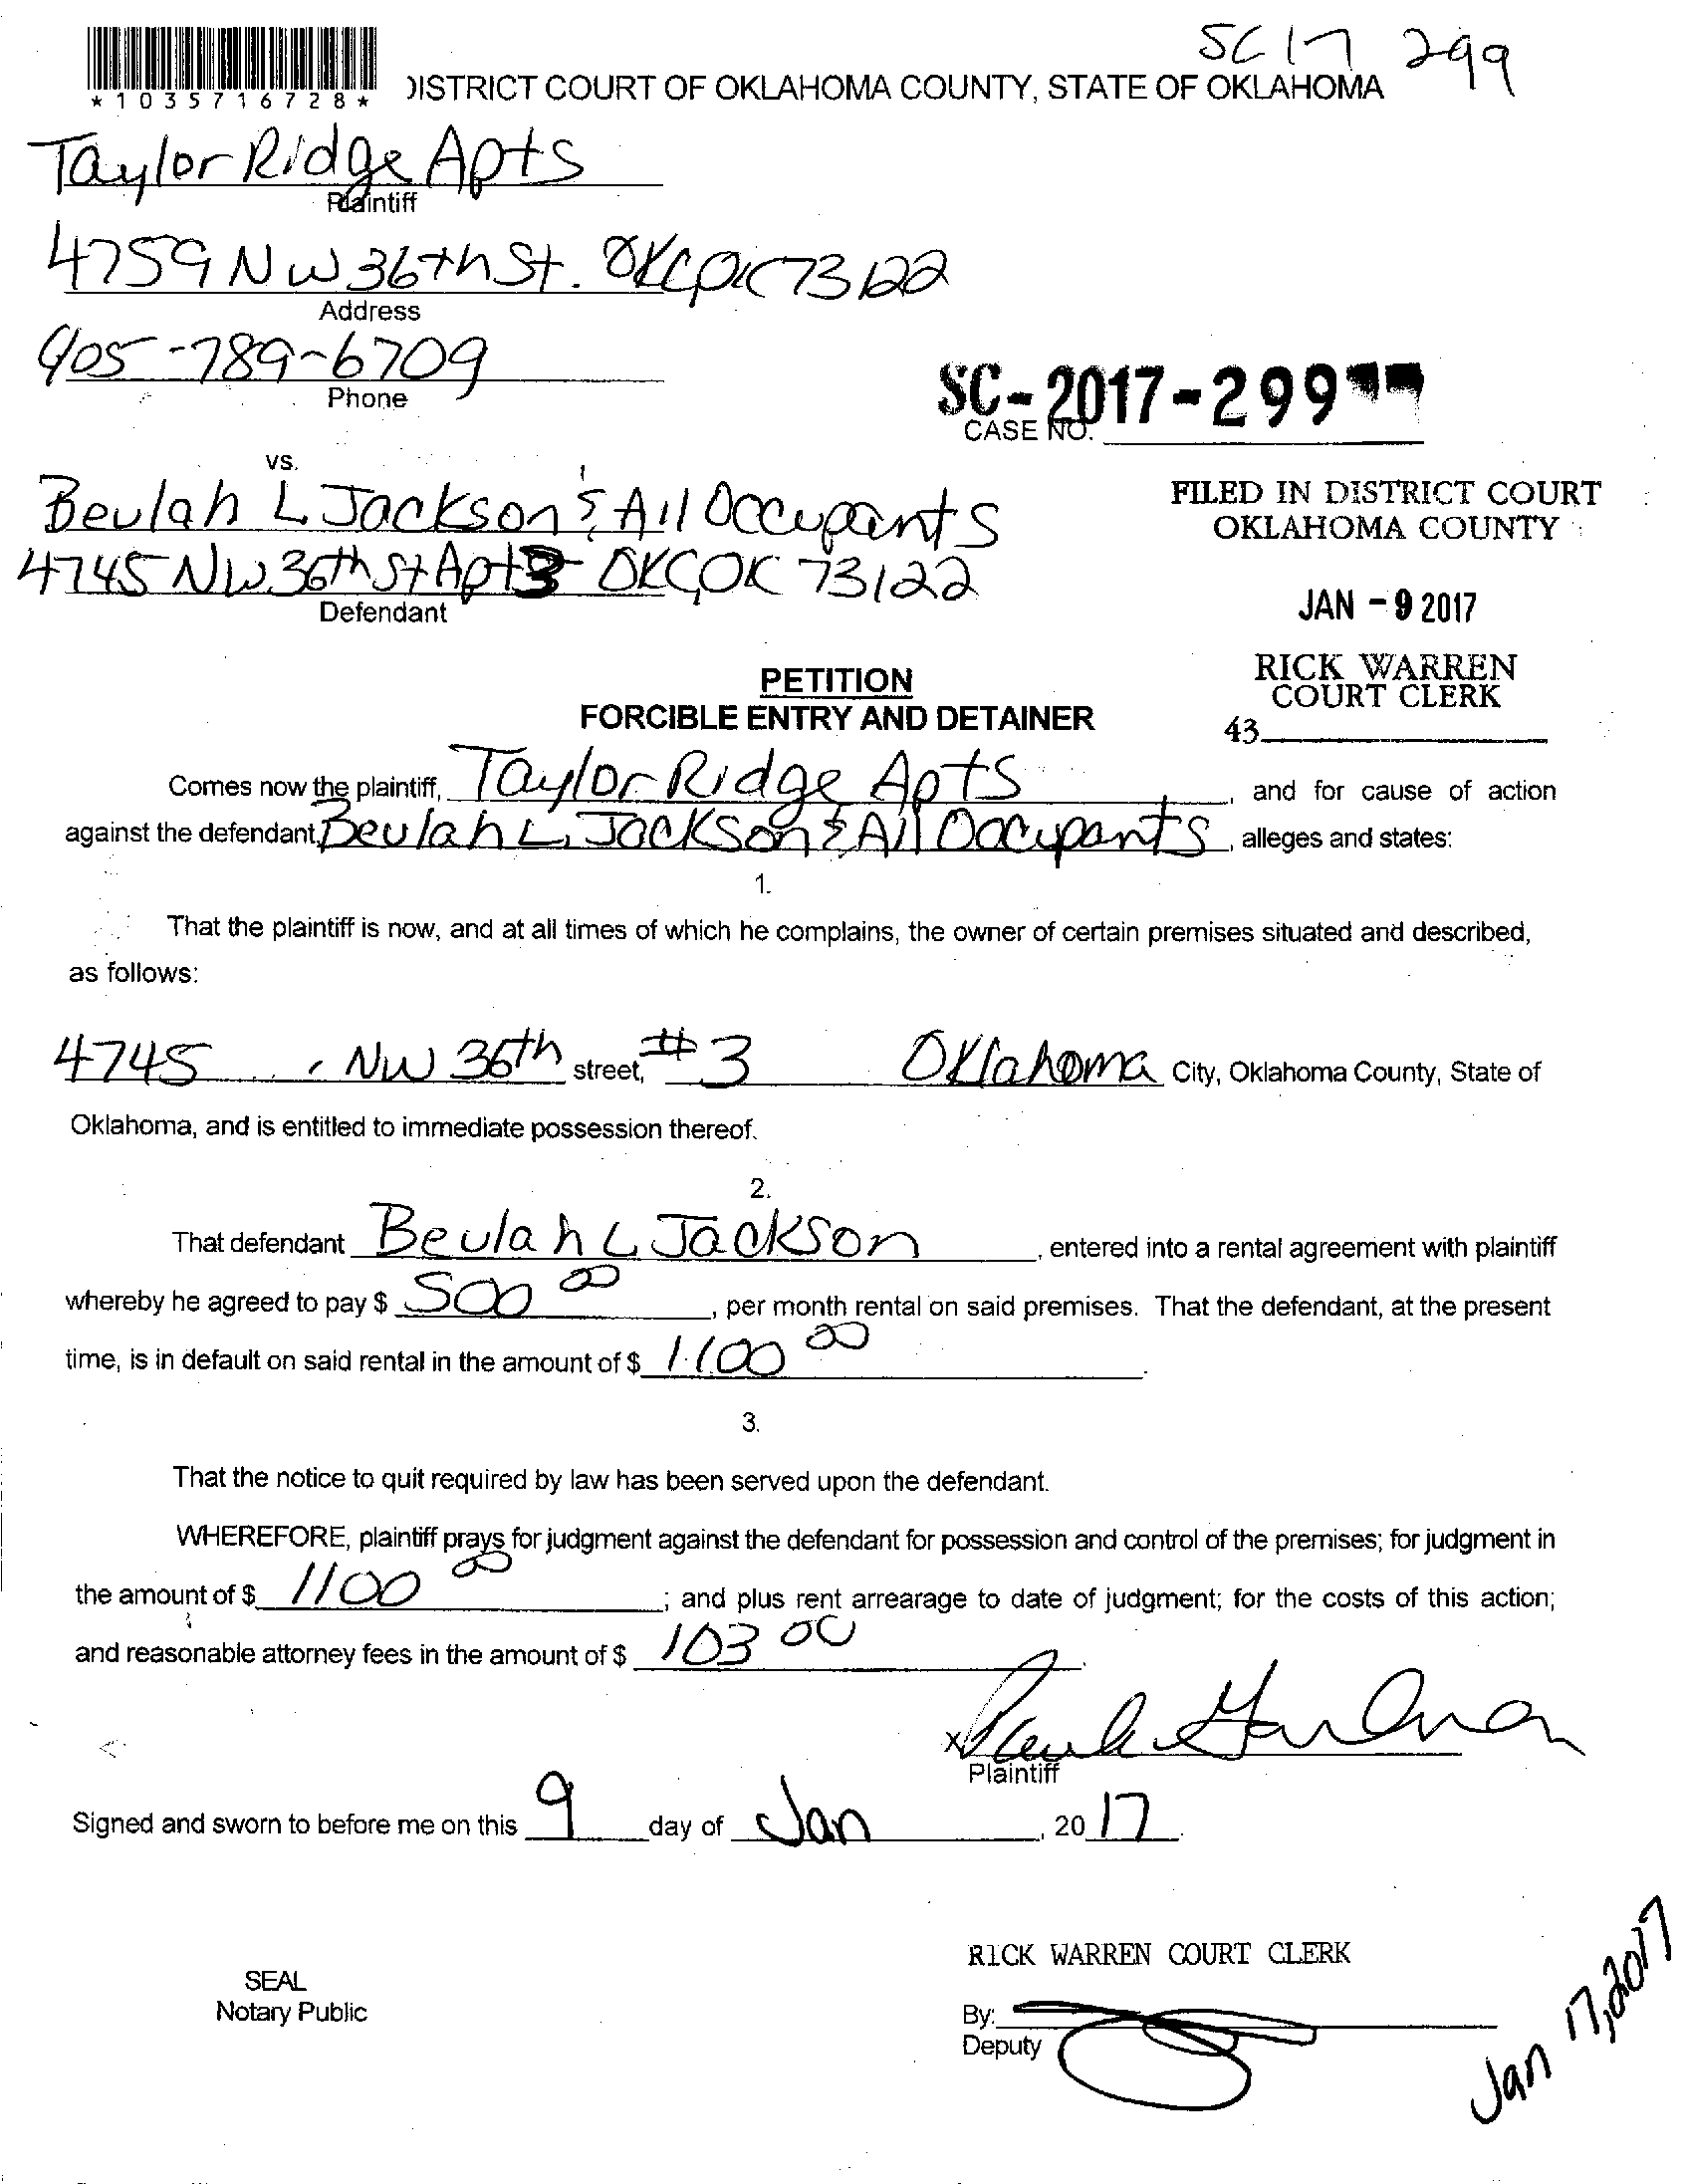 SC 17 299
*1035716728*
DISTRICT COURT OF OKLAHOMA COUNTY, STATE OF OKLAHOMA
Taylor Ridge Apts
Plaintiff
4759 NW 36th St. OKC OK 73122
Address
405-789-6709
Phone
SC-2017-299
CASE NO.
vs.
Beulah L Jackson & All Occupants
4745 NW 36th St Apt 3 OKC, OK 73122
Defendant
FILED IN DISTRICT COURT
OKLAHOMA COUNTY
JAN - 9 2017
RICK WARREN
COURT CLERK
43
PETITION
FORCIBLE ENTRY AND DETAINER
Comes now the plaintiff, Taylor Ridge Apts, and for cause of action
against the defendant, Beulah L. Jackson & All Occupants, alleges and states:
1.
That the plaintiff is now, and at all times of which he complains, the owner of certain premises situated and described,
as follows:
4745 NW 36th street, #3 Oklahoma City, Oklahoma County, State of
Oklahoma, and is entitled to immediate possession thereof.
2.
That defendant Beulah L Jackson, entered into a rental agreement with plaintiff
whereby he agreed to pay $ 500 00, per month rental on said premises. That the defendant, at the present
time, is in default on said rental in the amount of $ 1100 00.
3.
That the notice to quit required by law has been served upon the defendant.
WHEREFORE, plaintiff prays for judgment against the defendant for possession and control of the premises; for judgment in
the amount of $ 1100 00; and plus rent arrearage to date of judgment; for the costs of this action;
and reasonable attorney fees in the amount of $ 103 00.
x
Plaintiff
Signed and sworn to before me on this 9 day of Jan, 20 17.
RICK WARREN COURT CLERK
SEAL
Notary Public
By:
Deputy
Jan 17, 2017